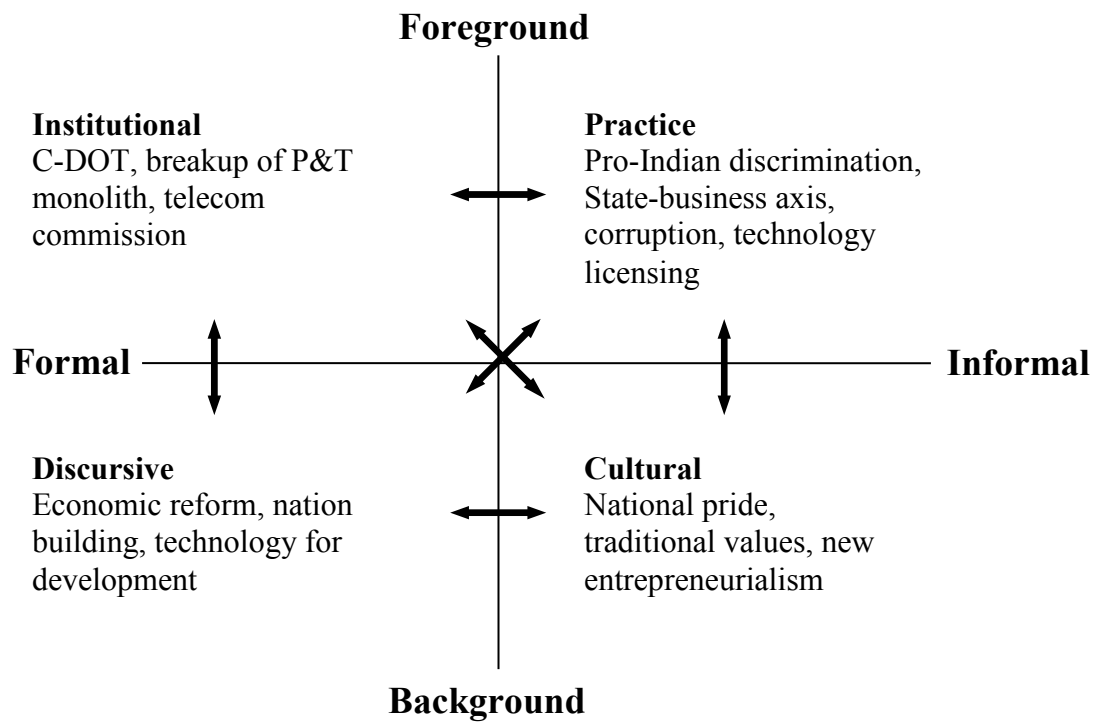 Foreground
Institutional
C-DOT, breakup of P&T
monolith, telecom
commission
Practice
Pro-Indian discrimination,
State-business axis,
corruption, technology
licensing
Formal
Informal
Discursive
Economic reform, nation
building, technology for
development
Cultural
National pride,
traditional values, new
entrepreneurialism
Background